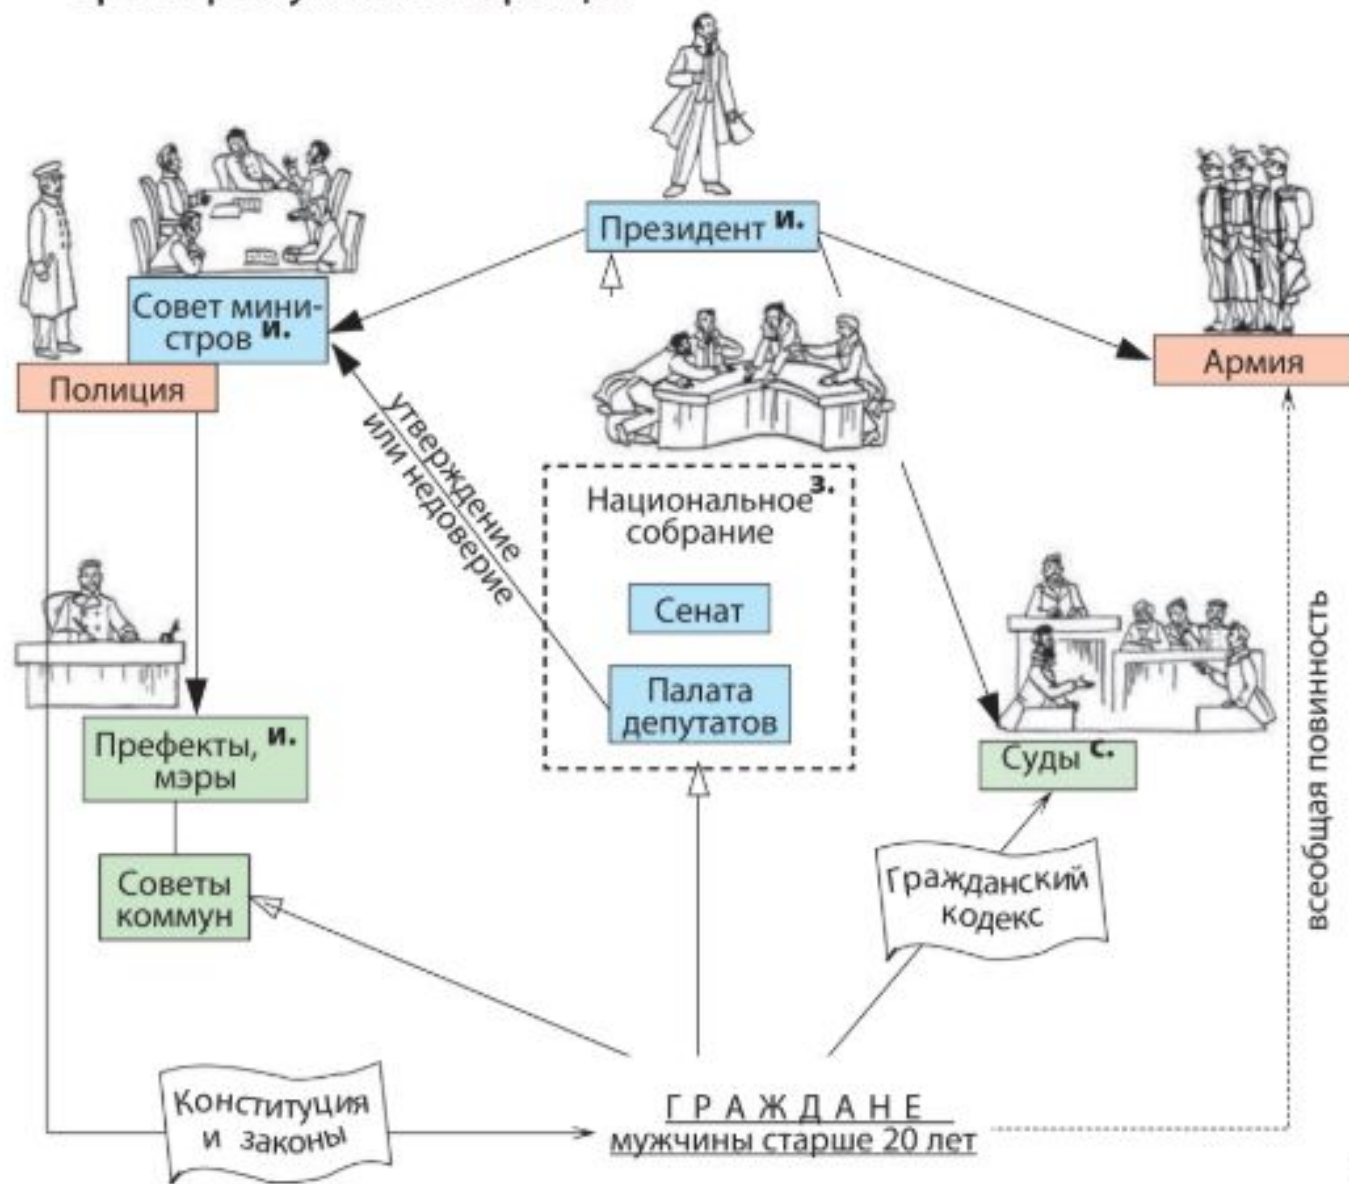 Президент и.
Совет мини-
стров и.
Полиция
Армия
утверждение
или недоверие
Национальное з.
собрание
Сенат
Палата
депутатов
Префекты, и.
мэры
Суды с.
Советы
коммун
Гражданский
кодекс
всеобщая повинность
Конституция
и законы
ГРАЖДАНЕ
мужчины старше 20 лет